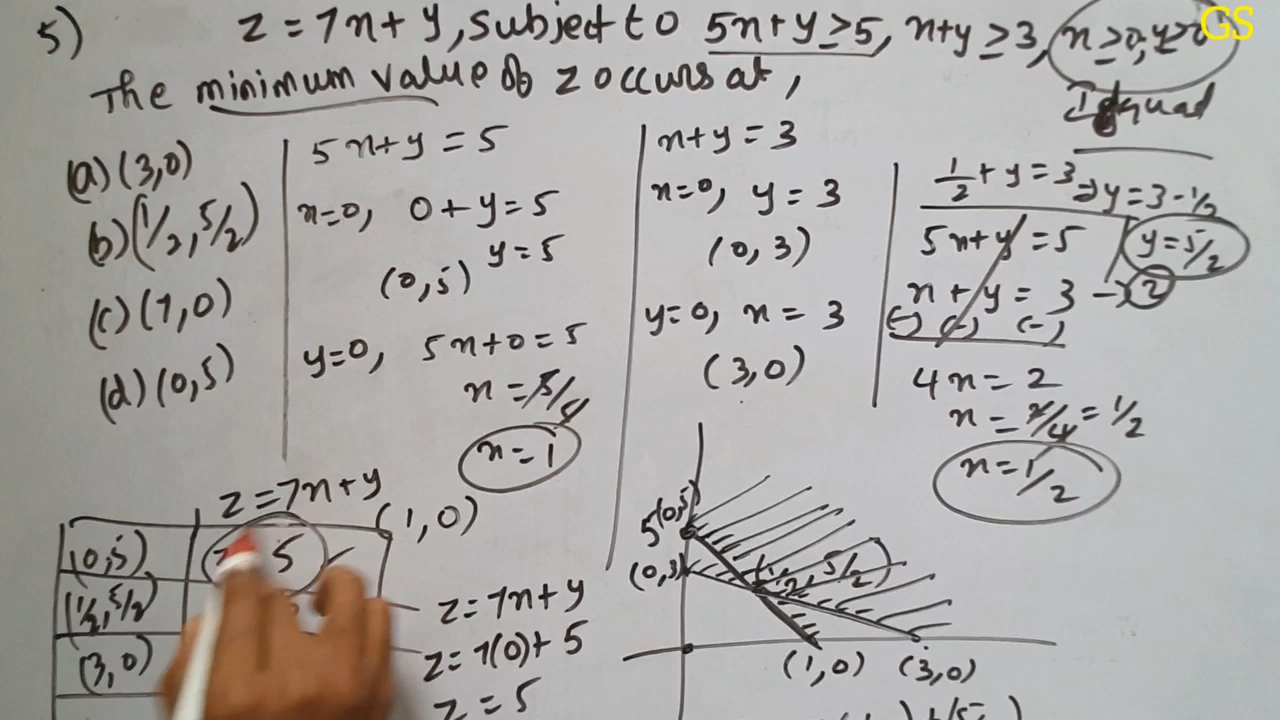 5) Z = 7x + y, subject to 5x+y ≥ 5, x+y ≥ 3, x ≥ 0, y ≥ 0
GS
The minimum value of Z occurs at,
I quad
(a) (3,0)
(b) (1/2, 5/2)
(c) (1,0)
(d) (0,5)
5x+y = 5
x=0, 0+y=5
y=5
(0,5)
y=0, 5x+0=5
x=5/
x=1
(1,0)
x+y = 3
x=0, y = 3
(0,3)
y=0, x = 3
(3,0)
1/2 + y = 3 ⇒ y = 3 - 1/2
y = 5/2
5x+y = 5
x + y = 3 → 2
(-) (-) (-)
4x = 2
x = 2/4 = 1/2
x = 1/2
Z = 7x+y
(0,5) 5
(1/2, 5/2)
(3,0)
Z = 7x + y
Z = 7(0) + 5
Z = 5
5 (0,5)
(0,3)
(1/2, 5/2)
(1,0) (3,0)